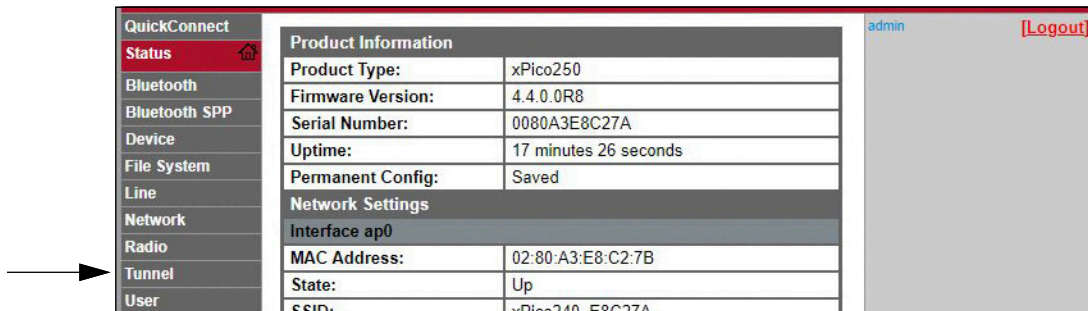 QuickConnect
Status
Bluetooth
Bluetooth SPP
Device
File System
Line
Network
Radio
Tunnel
User
Product Information
Product Type: xPico250
Firmware Version: 4.4.0.0R8
Serial Number: 0080A3E8C27A
Uptime: 17 minutes 26 seconds
Permanent Config: Saved
Network Settings
Interface ap0
MAC Address: 02:80:A3:E8:C2:7B
State: Up
SSID: xPico240_E8C27A
admin [Logout]